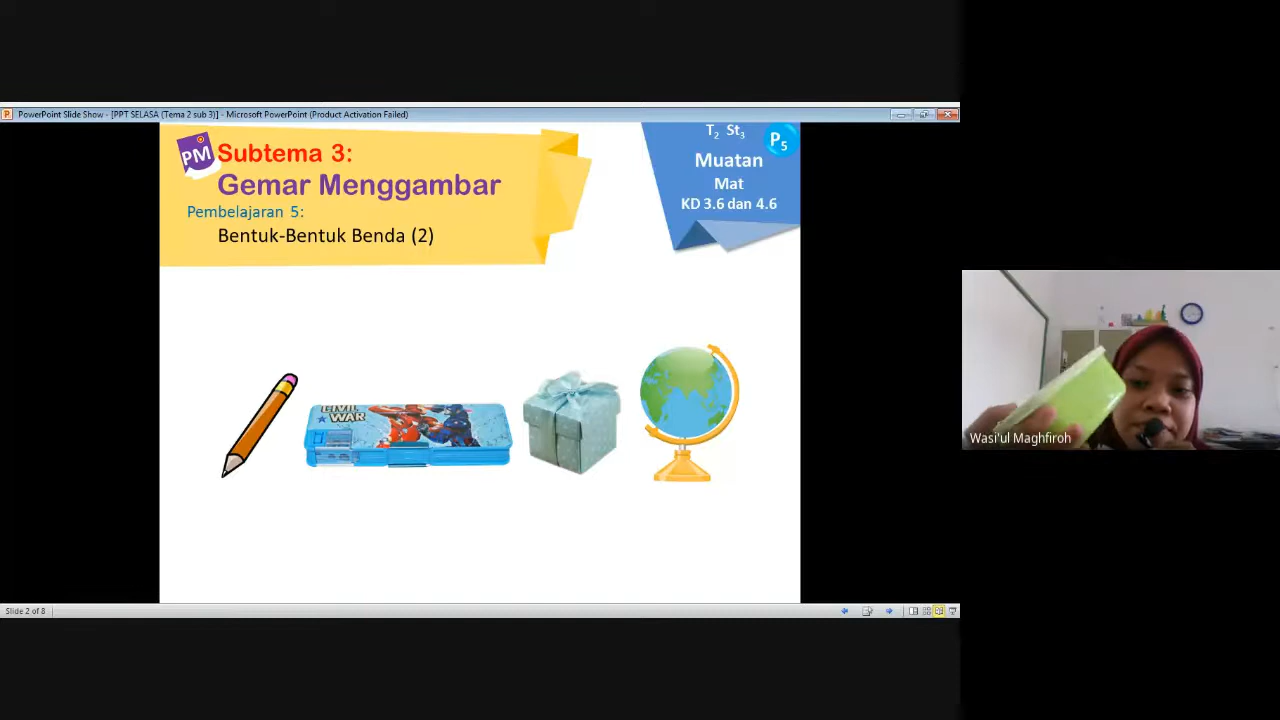 PowerPoint Slide Show - [PPT SELASA (Tema 2 sub 3)] - Microsoft PowerPoint (Product Activation Failed)
PM
Subtema 3:
Gemar Menggambar
Pembelajaran 5:
Bentuk-Bentuk Benda (2)
T2 St3
P5
Muatan
Mat
KD 3.6 dan 4.6
CIVIL
WAR
Wasi'ul Maghfiroh
Slide 2 of 8